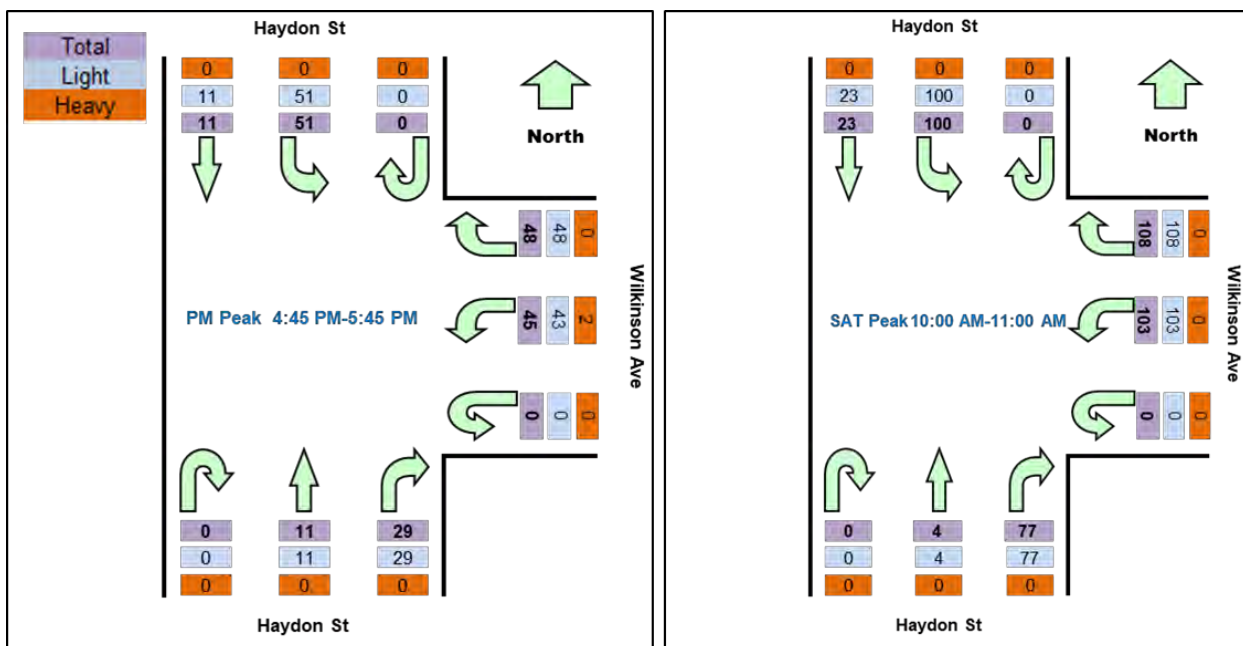 Haydon St
Total
Light
Heavy
0 0 0
11 51 0
11 51 0
North
48 48 0
PM Peak 4:45 PM-5:45 PM
45 43 2
Wilkinson Ave
0 0 0
0 11 29
0 11 29
0 0 0
Haydon St
Haydon St
0 0 0
23 100 0
23 100 0
North
108 108 0
SAT Peak 10:00 AM-11:00 AM
103 103 0
Wilkinson Ave
0 0 0
0 4 77
0 4 77
0 0 0
Haydon St